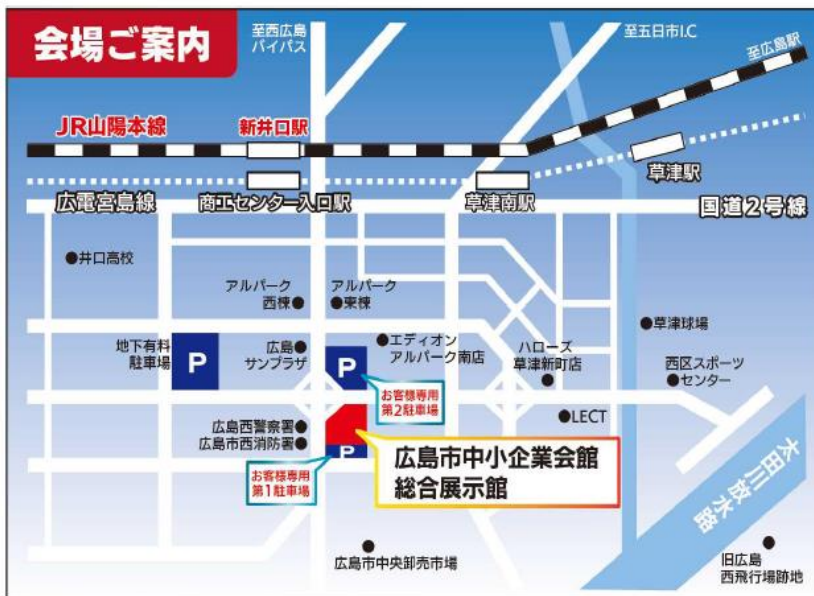 会場ご案内
至西広島
バイパス
至五日市I.C
至広島駅
JR山陽本線
新井口駅
草津駅
広電宮島線
商工センター入口駅
草津南駅
国道2号線
●井口高校
アルパーク
西棟●
アルパーク
●東棟
地下有料
駐車場
P
広島●
サンプラザ
P
●エディオン
アルパーク南店
ハローズ
草津新町店
●
●草津球場
西区スポーツ
●センター
お客様専用
第2駐車場
●LECT
広島西警察署●
広島市西消防署●
P
お客様専用
第1駐車場
広島市中小企業会館
総合展示館
太田川放水路
●
広島市中央卸売市場
●
旧広島
西飛行場跡地